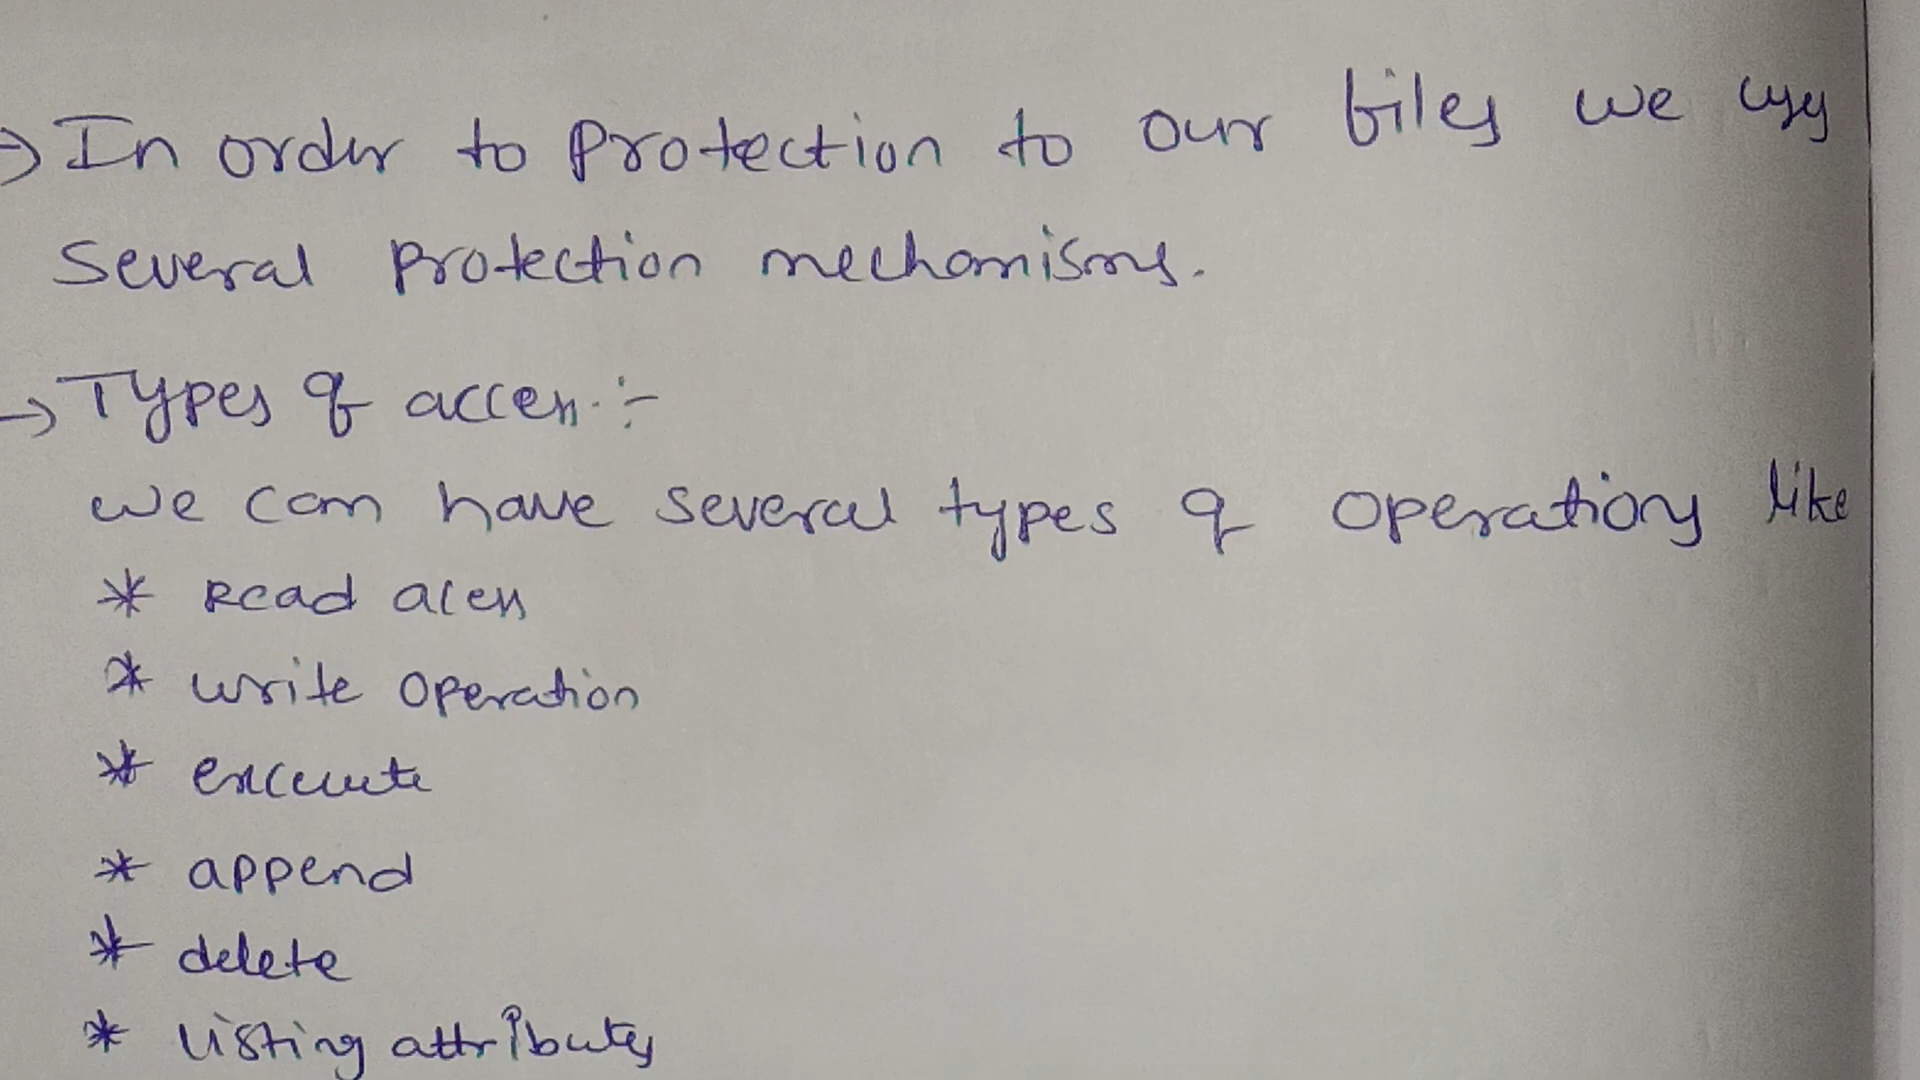 → In order to protection to our files we use
several protection mechanisms.
→ Types of access :-
we can have several types of operations like
* Read acess
* write operation
* execute
* append
* delete
* listing attributes